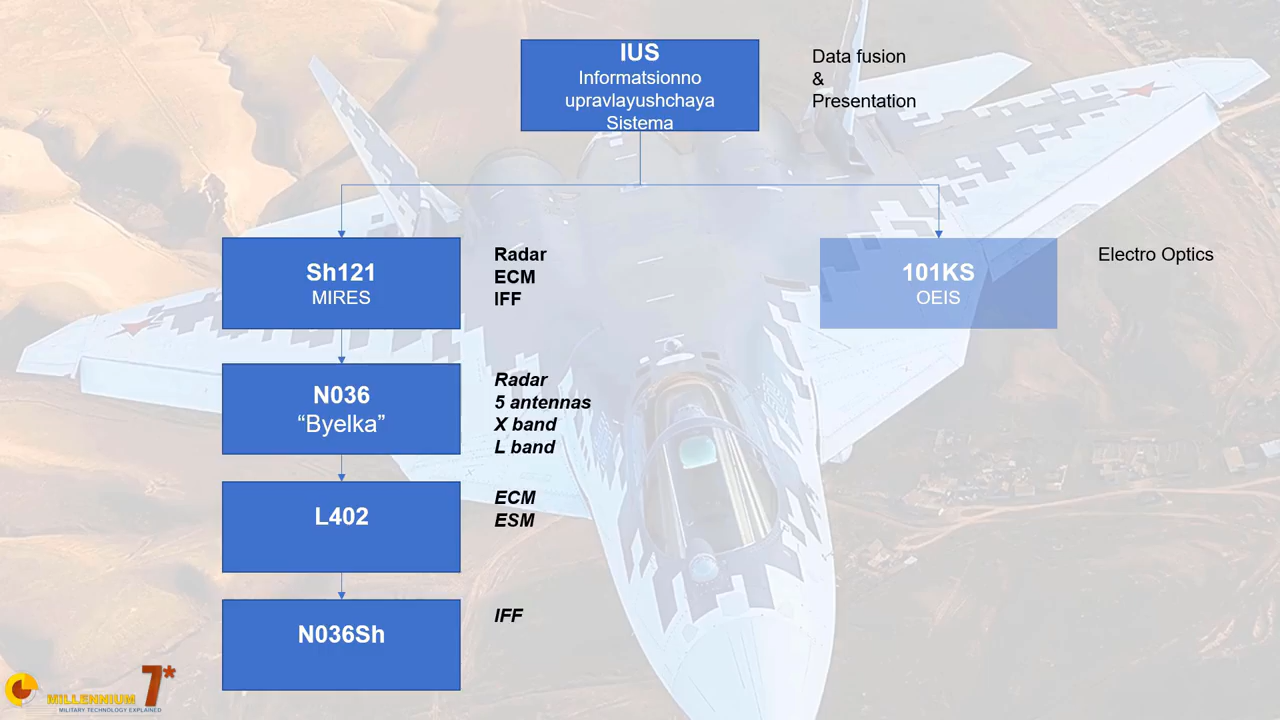 IUS
Informatsionno
upravlayushchaya
Sistema
Data fusion
&
Presentation
Sh121
MIRES
Radar
ECM
IFF
101KS
OEIS
Electro Optics
N036
“Byelka”
Radar
5 antennas
X band
L band
L402
ECM
ESM
N036Sh
IFF
MILLENNIUM 7*
MILITARY TECHNOLOGY EXPLAINED